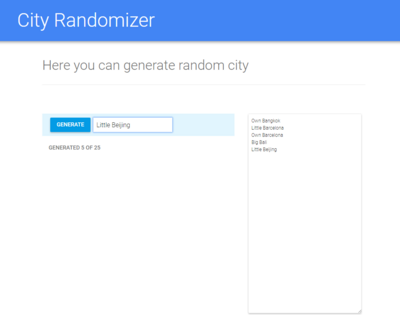 City Randomizer
Here you can generate random city
GENERATE
Little Beijing
GENERATED 5 OF 25
Own Bangkok
Little Barcelona
Own Barcelona
Big Bali
Little Beijing